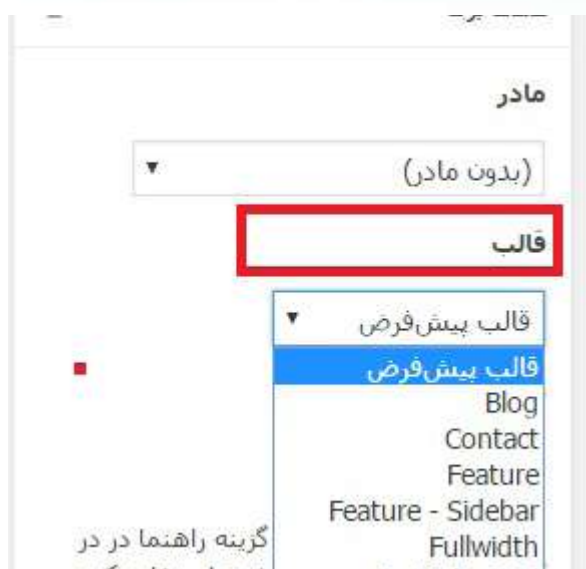 مادر
(بدون مادر)
قالب
قالب پیش‌فرض
قالب پیش‌فرض
Blog
Contact
Feature
Feature - Sidebar
Fullwidth
گزینه راهنما در در